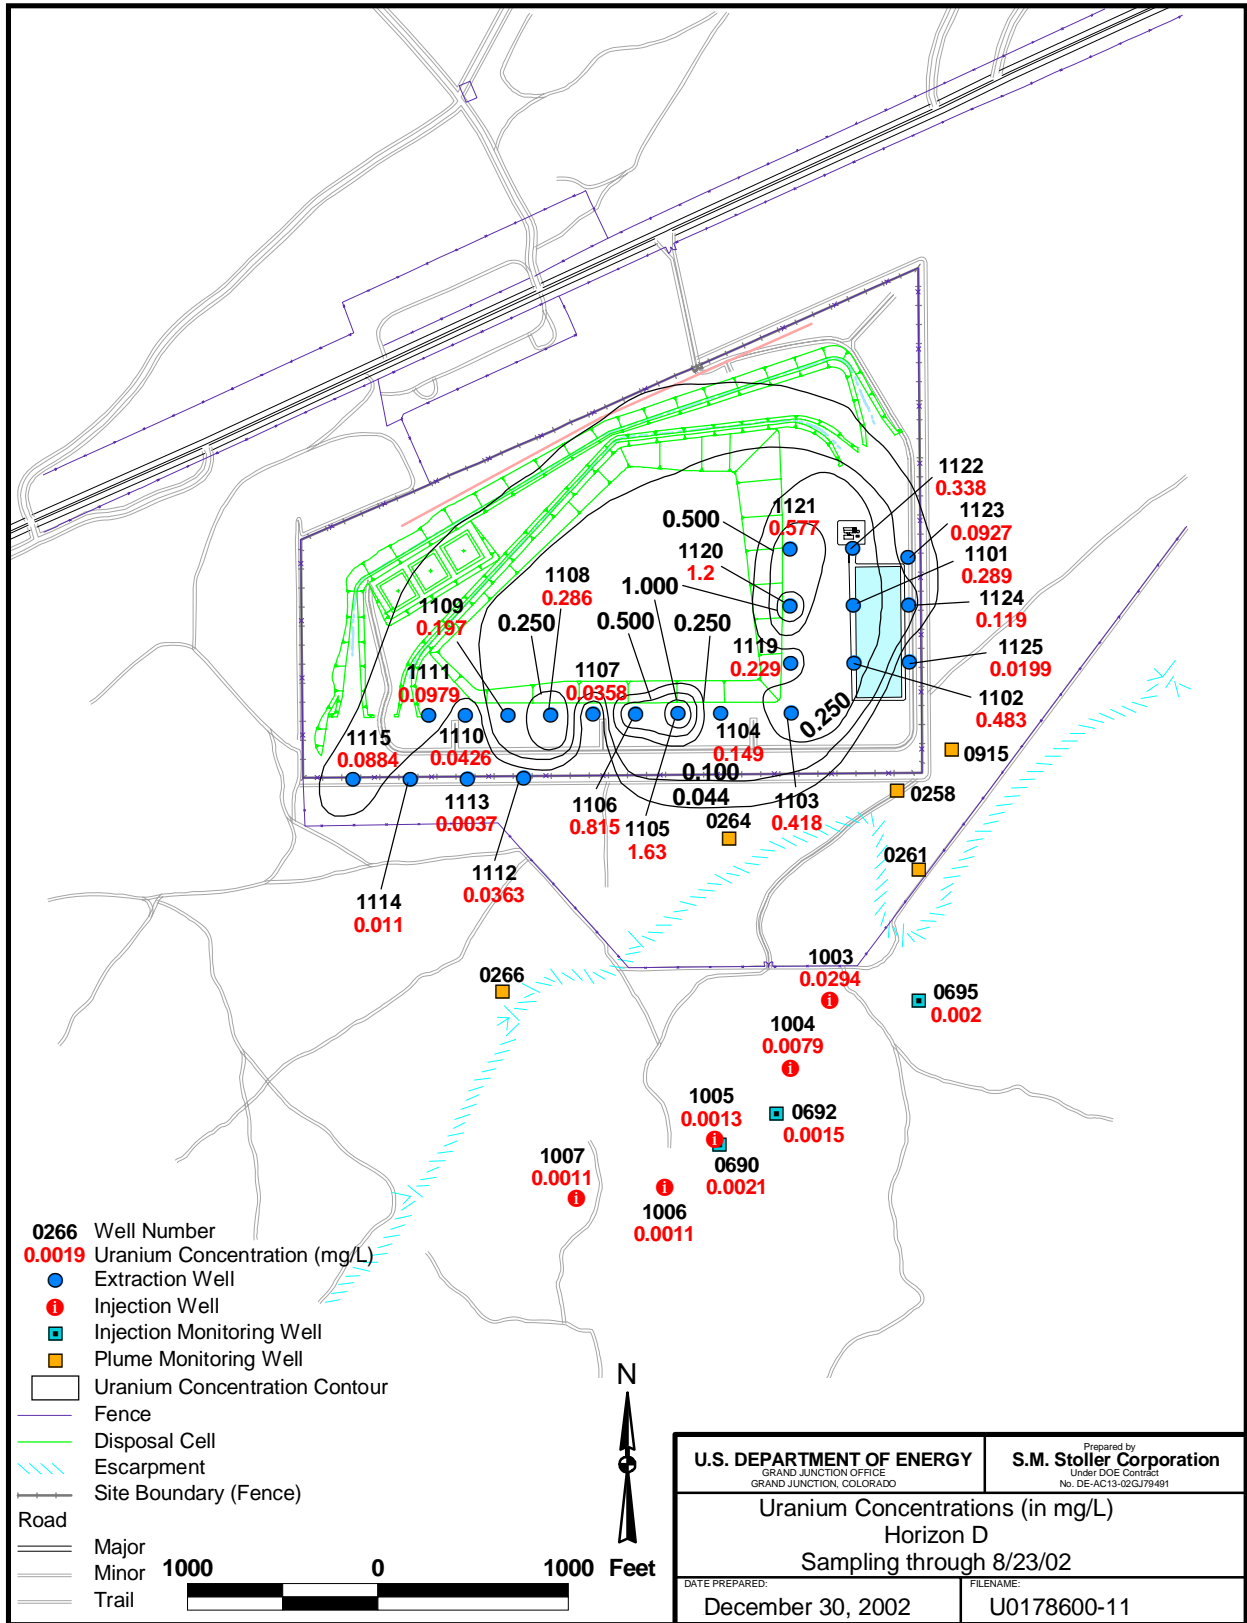 1122
0.338
1121
0.577
0.500
1123
0.0927
1120
1.2
1101
0.289
1108
0.286
1.000
1109
0.197
0.250
0.500
0.250
1124
0.119
1119
0.229
1107
0.0358
1125
0.0199
1111
0.0979
1102
0.483
0.250
1104
0.149
1110
0.0426
1115
0.0884
0915
0.100
0.044
0258
1113
0.0037
1106
0.815
1105
1.63
0264
1103
0.418
0261
1112
0.0363
1114
0.011
1003
0.0294
0266
0695
0.002
1004
0.0079
1005
0.0013
0692
0.0015
1007
0.0011
0690
0.0021
1006
0.0011
0266 Well Number
0.0019 Uranium Concentration (mg/L)
Extraction Well
i Injection Well
Injection Monitoring Well
Plume Monitoring Well
Uranium Concentration Contour
Fence
Disposal Cell
Escarpment
Site Boundary (Fence)
Road
Major
Minor
Trail
N
1000 0 1000 Feet
U.S. DEPARTMENT OF ENERGY
GRAND JUNCTION OFFICE
GRAND JUNCTION, COLORADO
Prepared by
S.M. Stoller Corporation
Under DOE Contract
No. DE-AC13-02GJ79491
Uranium Concentrations (in mg/L)
Horizon D
Sampling through 8/23/02
DATE PREPARED:
December 30, 2002
FILENAME:
U0178600-11